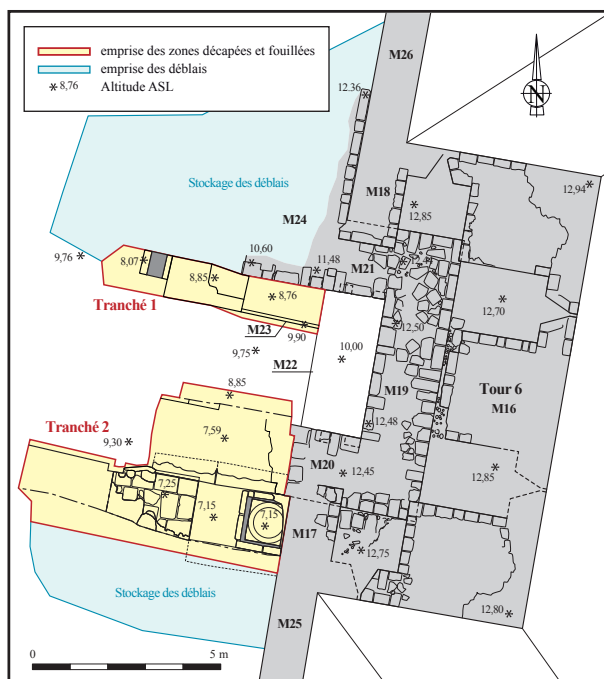 emprise des zones décapées et fouillées
emprise des déblais
8,76 Altitude ASL
M26
N
12.36
Stockage des déblais
12,94
M18
12,85
M24
9,76
8,07
10,60
11,48
M21
8,85
8,76
12,70
Tranché 1
M23
9,90
12,50
9,75
10,00
M22
M19
8,85
Tour 6
M16
Tranché 2
12,48
9,30
7,59
M20
12,45
12,85
7,25
7,15
7,15
M17
12,75
Stockage des déblais
12,80
M25
0 5 m